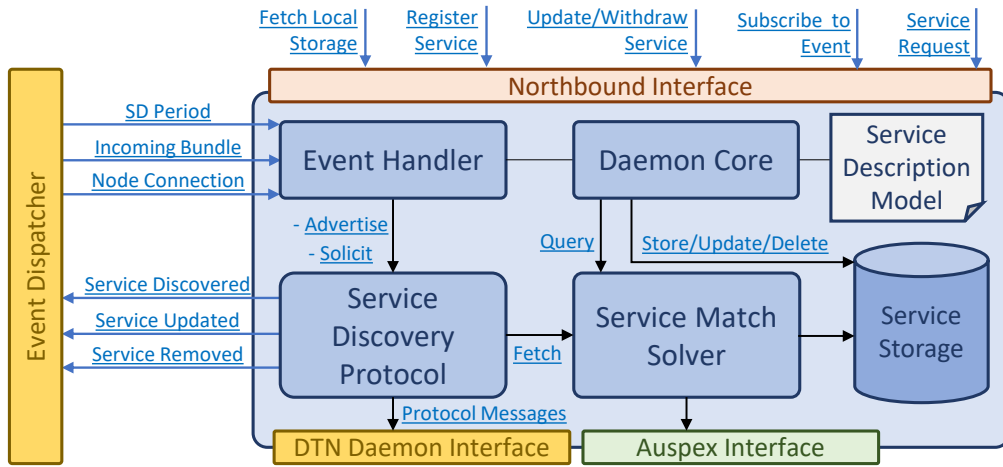 Fetch Local
Storage
Register
Service
Update/Withdraw
Service
Subscribe to
Event
Service
Request
Northbound Interface
Event Dispatcher
SD Period
Incoming Bundle
Node Connection
Event Handler
Daemon Core
Service
Description
Model
- Advertise
- Solicit
Query
Store/Update/Delete
Service Discovered
Service Updated
Service Removed
Service
Discovery
Protocol
Fetch
Service Match
Solver
Service
Storage
Protocol Messages
DTN Daemon Interface
Auspex Interface